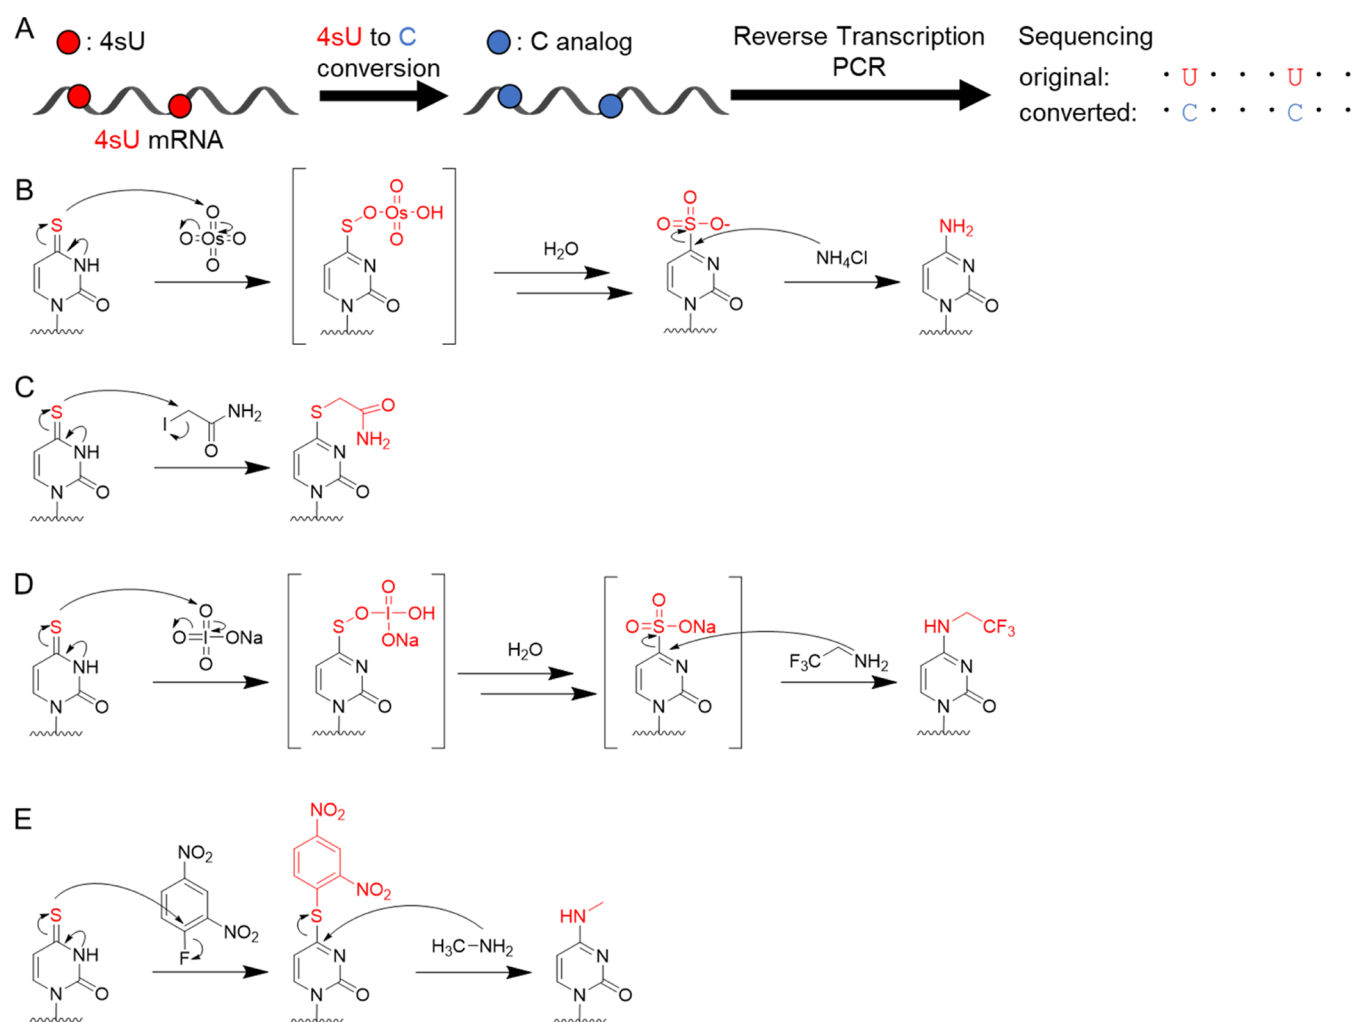 A
: 4sU
4sU to C
conversion
: C analog
Reverse Transcription
PCR
Sequencing
original: · U · · · U · ·
converted: · C · · · C · ·
4sU mRNA
B
S
NH
N
O
O
O=Os=O
O
O
S-O-Os-OH
O
N
N
O
H2O
O
O=S-O-
N
N
O
NH4Cl
NH2
N
N
O
C
S
NH
N
O
I
NH2
O
S
O
NH2
N
N
O
D
S
NH
N
O
O
O=I-ONa
O
O
S-O-I-OH
ONa
N
N
O
H2O
O
O=S-ONa
O
N
N
O
F3C
NH2
HN
CF3
N
N
O
E
S
NH
N
O
NO2
NO2
F
NO2
NO2
S
N
N
O
H3C-NH2
HN
N
N
O